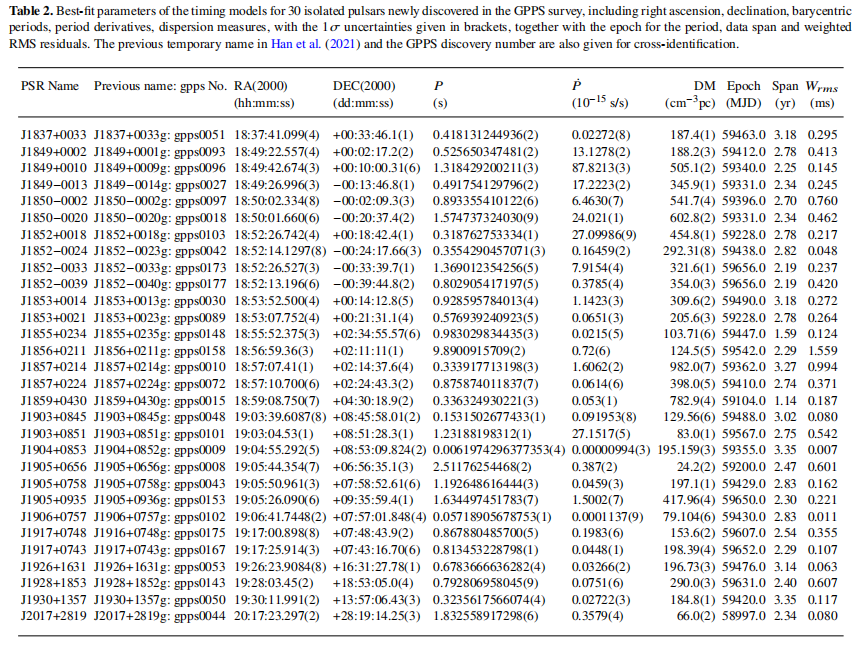 Table 2. Best-fit parameters of the timing models for 30 isolated pulsars newly discovered in the GPPS survey, including right ascension, declination, barycentric
periods, period derivatives, dispersion measures, with the 1σ uncertainties given in brackets, together with the epoch for the period, data span and weighted
RMS residuals. The previous temporary name in Han et al. (2021) and the GPPS discovery number are also given for cross-identification.
PSR Name Previous name: gpps No. RA(2000) DEC(2000) P Ṗ DM Epoch Span Wrms
(hh:mm:ss) (dd:mm:ss) (s) (10⁻¹⁵ s/s) (cm⁻³pc) (MJD) (yr) (ms)
J1837+0033 J1837+0033g: gpps0051 18:37:41.099(4) +00:33:46.1(1) 0.418131244936(2) 0.02272(8) 187.4(1) 59463.0 3.18 0.295
J1849+0002 J1849+0001g: gpps0093 18:49:22.557(4) +00:02:17.2(2) 0.525650347481(2) 13.1278(2) 188.2(3) 59412.0 2.78 0.413
J1849+0010 J1849+0009g: gpps0096 18:49:42.674(3) +00:10:00.31(6) 1.318429200211(3) 87.8213(3) 505.1(2) 59340.0 2.25 0.145
J1849−0013 J1849−0014g: gpps0027 18:49:26.996(3) −00:13:46.8(1) 0.491754129796(2) 17.2223(2) 345.9(1) 59331.0 2.34 0.245
J1850−0002 J1850−0002g: gpps0097 18:50:02.334(8) −00:02:09.3(3) 0.893355410122(6) 6.4630(7) 541.7(4) 59396.0 2.70 0.760
J1850−0020 J1850−0020g: gpps0018 18:50:01.660(6) −00:20:37.4(2) 1.574737324030(9) 24.021(1) 602.8(2) 59331.0 2.34 0.462
J1852+0018 J1852+0018g: gpps0103 18:52:26.742(4) +00:18:42.4(1) 0.318762753334(1) 27.09986(9) 454.8(1) 59228.0 2.78 0.217
J1852−0024 J1852−0023g: gpps0042 18:52:14.1297(8) −00:24:17.66(3) 0.3554290457071(3) 0.16459(2) 292.31(8) 59438.0 2.82 0.048
J1852−0033 J1852−0033g: gpps0173 18:52:26.527(3) −00:33:39.7(1) 1.369012354256(5) 7.9154(4) 321.6(1) 59656.0 2.19 0.237
J1852−0039 J1852−0040g: gpps0177 18:52:13.196(6) −00:39:44.8(2) 0.802905417197(5) 0.3785(4) 354.0(3) 59656.0 2.19 0.420
J1853+0014 J1853+0013g: gpps0030 18:53:52.500(4) +00:14:12.8(5) 0.928595784013(4) 1.1423(3) 309.6(2) 59490.0 3.18 0.272
J1853+0021 J1853+0023g: gpps0089 18:53:07.752(4) +00:21:31.1(4) 0.576939240923(5) 0.0651(3) 205.6(3) 59228.0 2.78 0.264
J1855+0234 J1855+0235g: gpps0148 18:55:52.375(3) +02:34:55.57(6) 0.983029834435(3) 0.0215(5) 103.71(6) 59447.0 1.59 0.124
J1856+0211 J1856+0211g: gpps0158 18:56:59.36(3) +02:11:11(1) 9.8900915709(2) 0.72(6) 124.5(5) 59542.0 2.29 1.559
J1857+0214 J1857+0214g: gpps0010 18:57:07.41(1) +02:14:37.6(4) 0.333917713198(3) 1.6062(2) 982.0(7) 59362.0 3.27 0.994
J1857+0224 J1857+0224g: gpps0072 18:57:10.700(6) +02:24:43.3(2) 0.875874011837(7) 0.0614(6) 398.0(5) 59410.0 2.74 0.371
J1859+0430 J1859+0430g: gpps0015 18:59:08.750(7) +04:30:18.9(2) 0.336324930221(3) 0.053(1) 782.9(4) 59104.0 1.14 0.187
J1903+0845 J1903+0845g: gpps0048 19:03:39.6087(8) +08:45:58.01(2) 0.1531502677433(1) 0.091953(8) 129.56(6) 59488.0 3.02 0.080
J1903+0851 J1903+0851g: gpps0101 19:03:04.53(1) +08:51:28.3(1) 1.23188198312(1) 27.1517(5) 83.0(1) 59567.0 2.75 0.542
J1904+0853 J1904+0852g: gpps0009 19:04:55.292(5) +08:53:09.824(2) 0.0061974296377353(4) 0.00000994(3) 195.159(3) 59355.0 3.35 0.007
J1905+0656 J1905+0656g: gpps0008 19:05:44.354(7) +06:56:35.1(3) 2.51176254468(2) 0.387(2) 24.2(2) 59200.0 2.47 0.601
J1905+0758 J1905+0758g: gpps0043 19:05:50.961(3) +07:58:52.61(6) 1.192648616444(3) 0.0459(3) 197.1(1) 59429.0 2.83 0.162
J1905+0935 J1905+0936g: gpps0153 19:05:26.090(6) +09:35:59.4(1) 1.634497451783(7) 1.5002(7) 417.96(4) 59650.0 2.30 0.221
J1906+0757 J1906+0757g: gpps0102 19:06:41.7448(2) +07:57:01.848(4) 0.05718905678753(1) 0.0001137(9) 79.104(6) 59430.0 2.83 0.011
J1917+0748 J1916+0748g: gpps0175 19:17:00.898(8) +07:48:43.9(2) 0.867880485700(5) 0.1983(6) 153.6(2) 59607.0 2.54 0.355
J1917+0743 J1917+0743g: gpps0167 19:17:25.914(3) +07:43:16.70(6) 0.813453228798(1) 0.0448(1) 198.39(4) 59652.0 2.29 0.107
J1926+1631 J1926+1631g: gpps0053 19:26:23.9084(8) +16:31:27.78(1) 0.6783666636282(4) 0.03266(2) 196.73(3) 59476.0 3.14 0.063
J1928+1853 J1928+1852g: gpps0143 19:28:03.45(2) +18:53:05.0(4) 0.792806958045(9) 0.0751(6) 290.0(3) 59631.0 2.40 0.607
J1930+1357 J1930+1357g: gpps0050 19:30:11.991(2) +13:57:06.43(3) 0.3235617566074(4) 0.02722(3) 184.8(1) 59420.0 3.35 0.117
J2017+2819 J2017+2819g: gpps0044 20:17:23.297(2) +28:19:14.25(3) 1.832558917298(6) 0.3579(4) 66.0(2) 58997.0 2.34 0.080